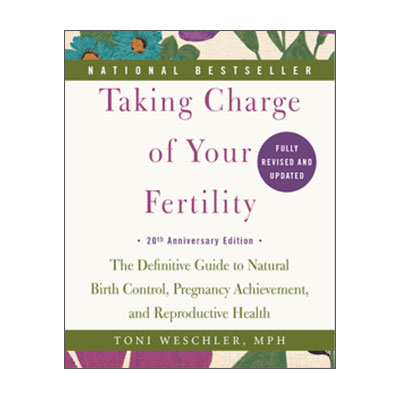 NATIONAL BESTSELLER
Taking Charge
of Your
Fertility
FULLY
REVISED AND
UPDATED
• 20th Anniversary Edition •
The Definitive Guide to Natural
Birth Control, Pregnancy Achievement,
and Reproductive Health
TONI WESCHLER, MPH